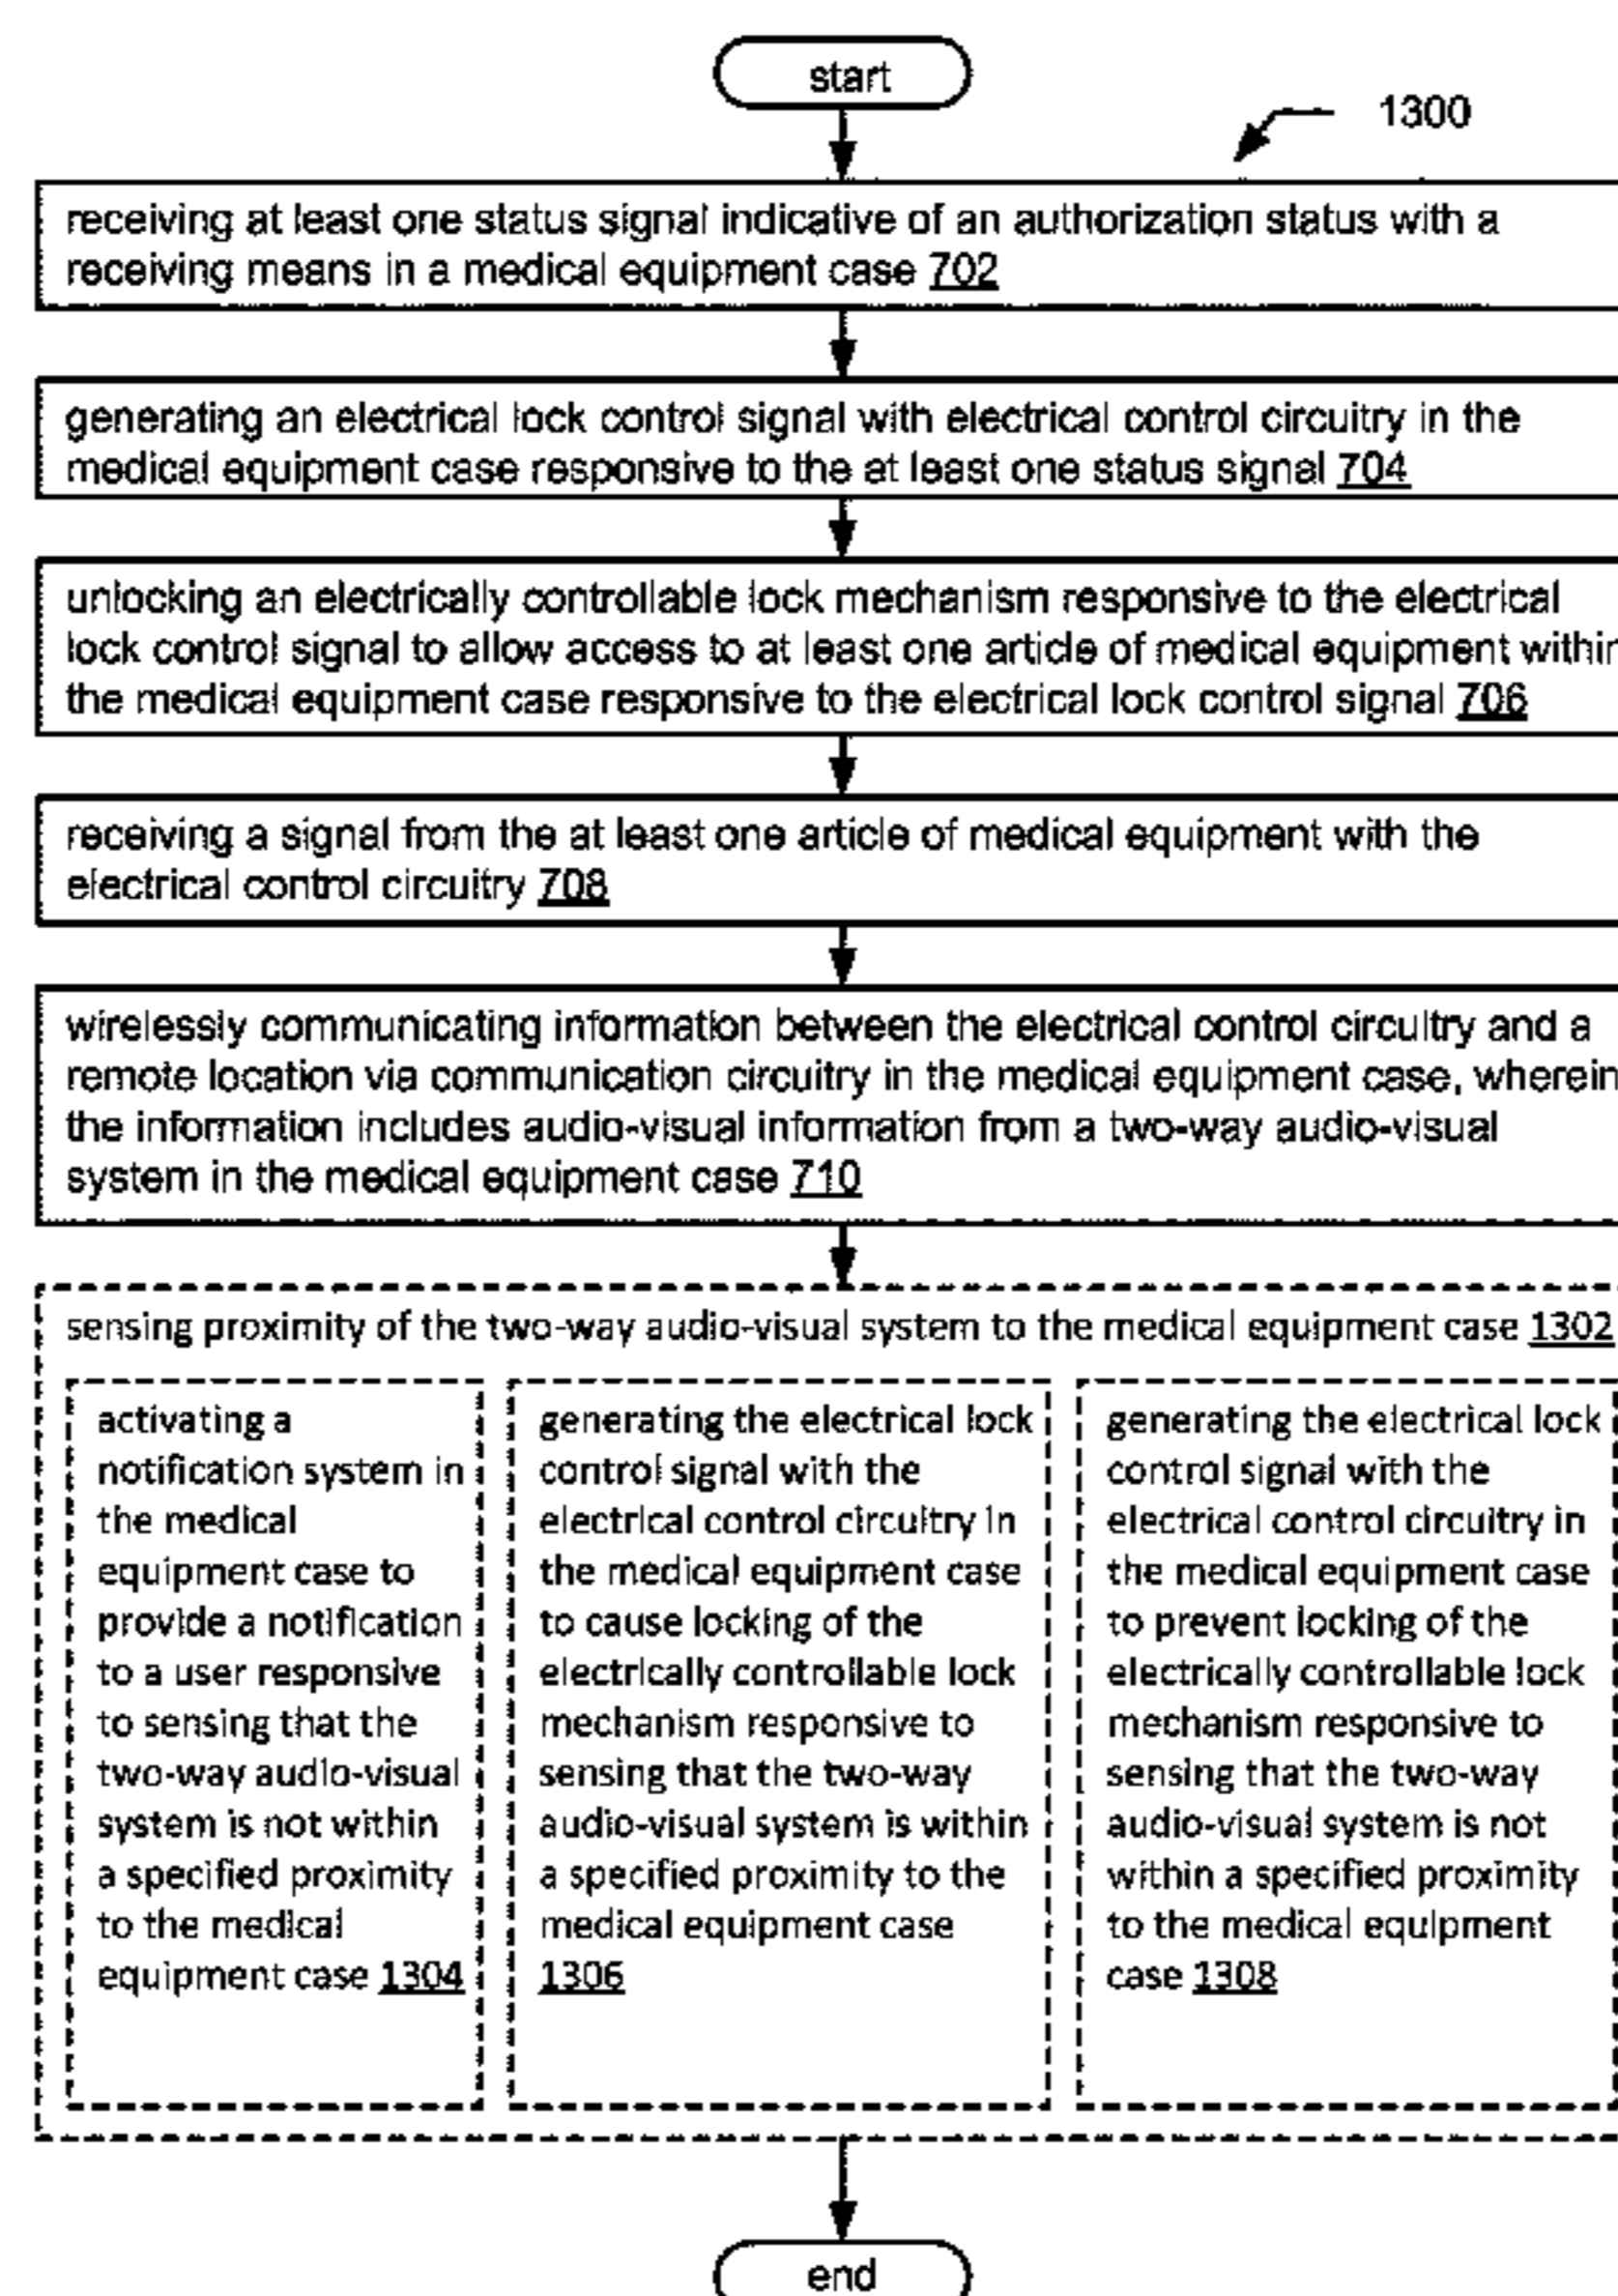 start
1300
receiving at least one status signal indicative of an authorization status with a
receiving means in a medical equipment case 702
generating an electrical lock control signal with electrical control circuitry in the
medical equipment case responsive to the at least one status signal 704
unlocking an electrically controllable lock mechanism responsive to the electrical
lock control signal to allow access to at least one article of medical equipment within
the medical equipment case responsive to the electrical lock control signal 706
receiving a signal from the at least one article of medical equipment with the
electrical control circuitry 708
wirelessly communicating information between the electrical control circuitry and a
remote location via communication circuitry in the medical equipment case, wherein
the information includes audio-visual information from a two-way audio-visual
system in the medical equipment case 710
sensing proximity of the two-way audio-visual system to the medical equipment case 1302
activating a
notification system in
the medical
equipment case to
provide a notification
to a user responsive
to sensing that the
two-way audio-visual
system is not within
a specified proximity
to the medical
equipment case 1304
generating the electrical lock
control signal with the
electrical control circuitry in
the medical equipment case
to cause locking of the
electrically controllable lock
mechanism responsive to
sensing that the two-way
audio-visual system is within
a specified proximity to the
medical equipment case
1306
generating the electrical lock
control signal with the
electrical control circuitry in
the medical equipment case
to prevent locking of the
electrically controllable lock
mechanism responsive to
sensing that the two-way
audio-visual system is not
within a specified proximity
to the medical equipment
case 1308
end